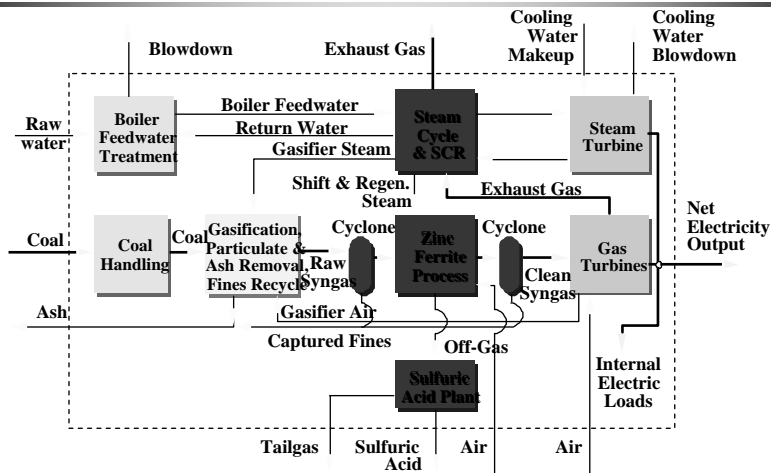 Blowdown
Exhaust Gas
Cooling
Water
Makeup
Cooling
Water
Blowdown
Raw
water
Boiler
Feedwater
Treatment
Boiler Feedwater
Return Water
Gasifier Steam
Steam
Cycle
& SCR
Steam
Turbine
Shift & Regen.
Steam
Exhaust Gas
Net
Electricity
Output
Coal
Coal
Handling
Coal
Gasification,
Particulate &
Ash Removal,
Fines Recycle
Raw
Syngas
Cyclone
Zinc
Ferrite
Process
Cyclone
Clean
Syngas
Gas
Turbines
Ash
Gasifier Air
Captured Fines
Off-Gas
Internal
Electric
Loads
Sulfuric
Acid Plant
Tailgas
Sulfuric
Acid
Air
Air